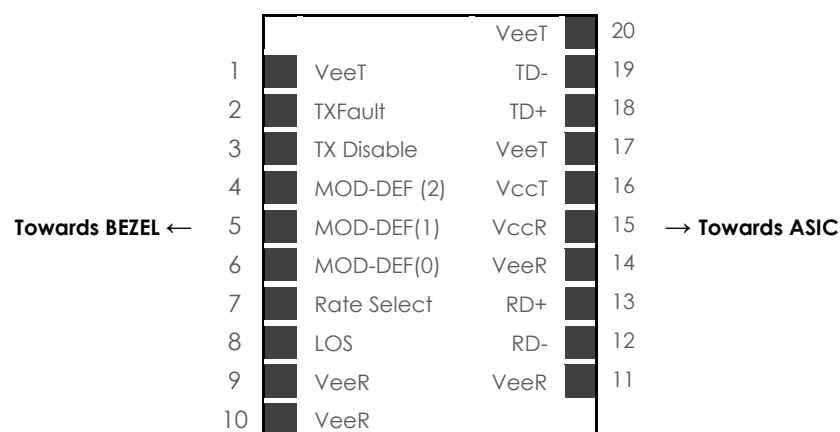 VeeT 20
1 VeeT TD- 19
2 TXFault TD+ 18
3 TX Disable VeeT 17
4 MOD-DEF (2) VccT 16
Towards BEZEL ← 5 MOD-DEF(1) VccR 15 → Towards ASIC
6 MOD-DEF(0) VeeR 14
7 Rate Select RD+ 13
8 LOS RD- 12
9 VeeR VeeR 11
10 VeeR